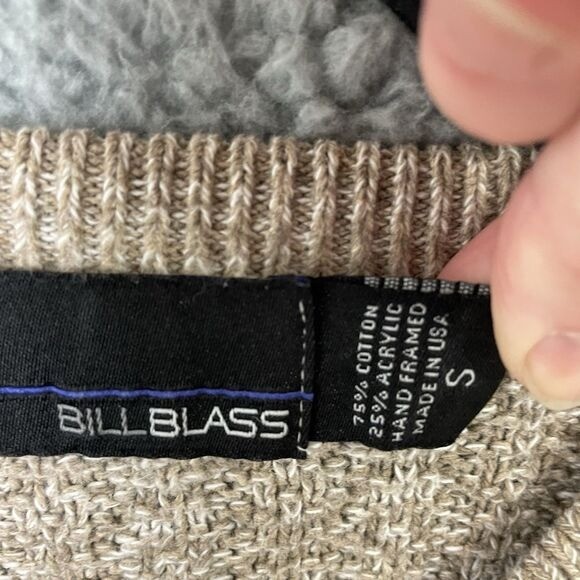 BILLBLASS
75% COTTON
25% ACRYLIC
HAND FRAMED
MADE IN USA
S